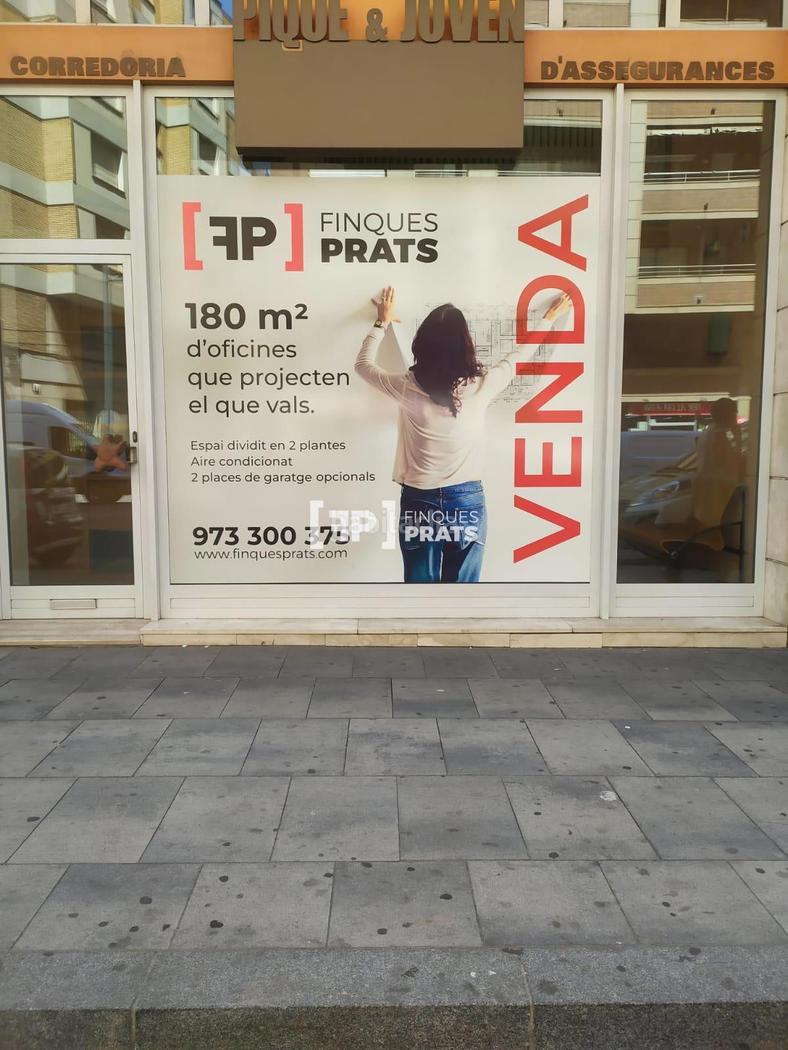 PIQUÉ & JOVEN
CORREDORIA
D'ASSEGURANCES
[FP]
FINQUES
PRATS
VENDA
180 m²
d'oficines
que projecten
el que vals.
Espai dividit en 2 plantes
Aire condicionat
2 places de garatge opcionals
973 300 375
www.finquesprats.com
[FP]
FINQUES
PRATS